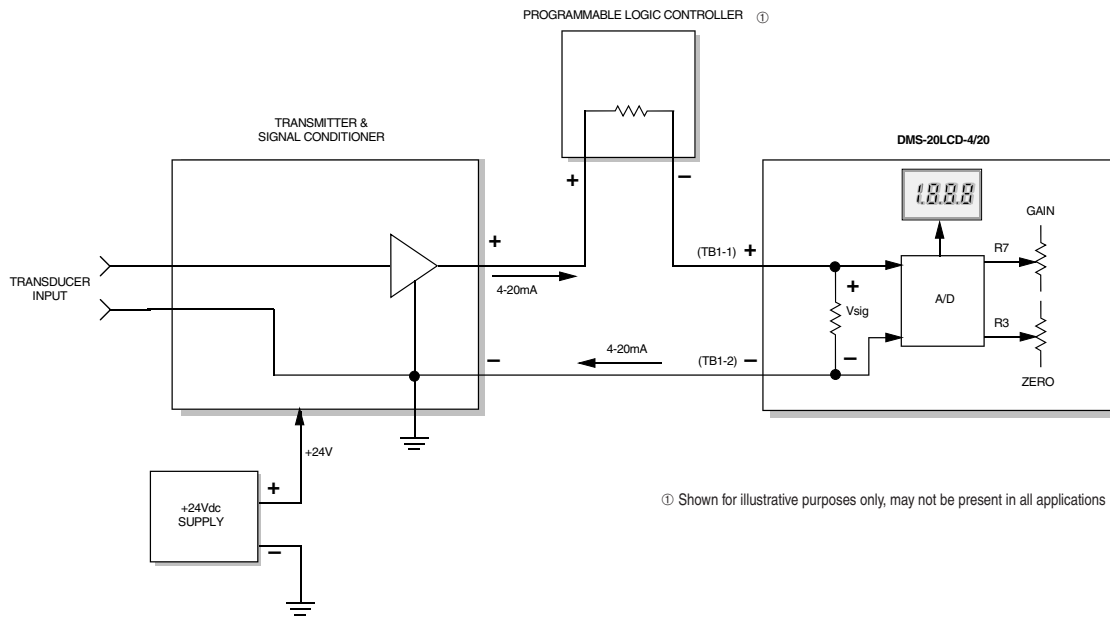 PROGRAMMABLE LOGIC CONTROLLER ①
TRANSMITTER &
SIGNAL CONDITIONER
DMS-20LCD-4/20
1.8.8.8
GAIN
+
−
+
(TB1-1) +
R7
TRANSDUCER
INPUT
4-20mA
+
Vsig
A/D
−
4-20mA
(TB1-2) −
−
R3
ZERO
+24V
+
+24Vdc
SUPPLY
−
① Shown for illustrative purposes only, may not be present in all applications